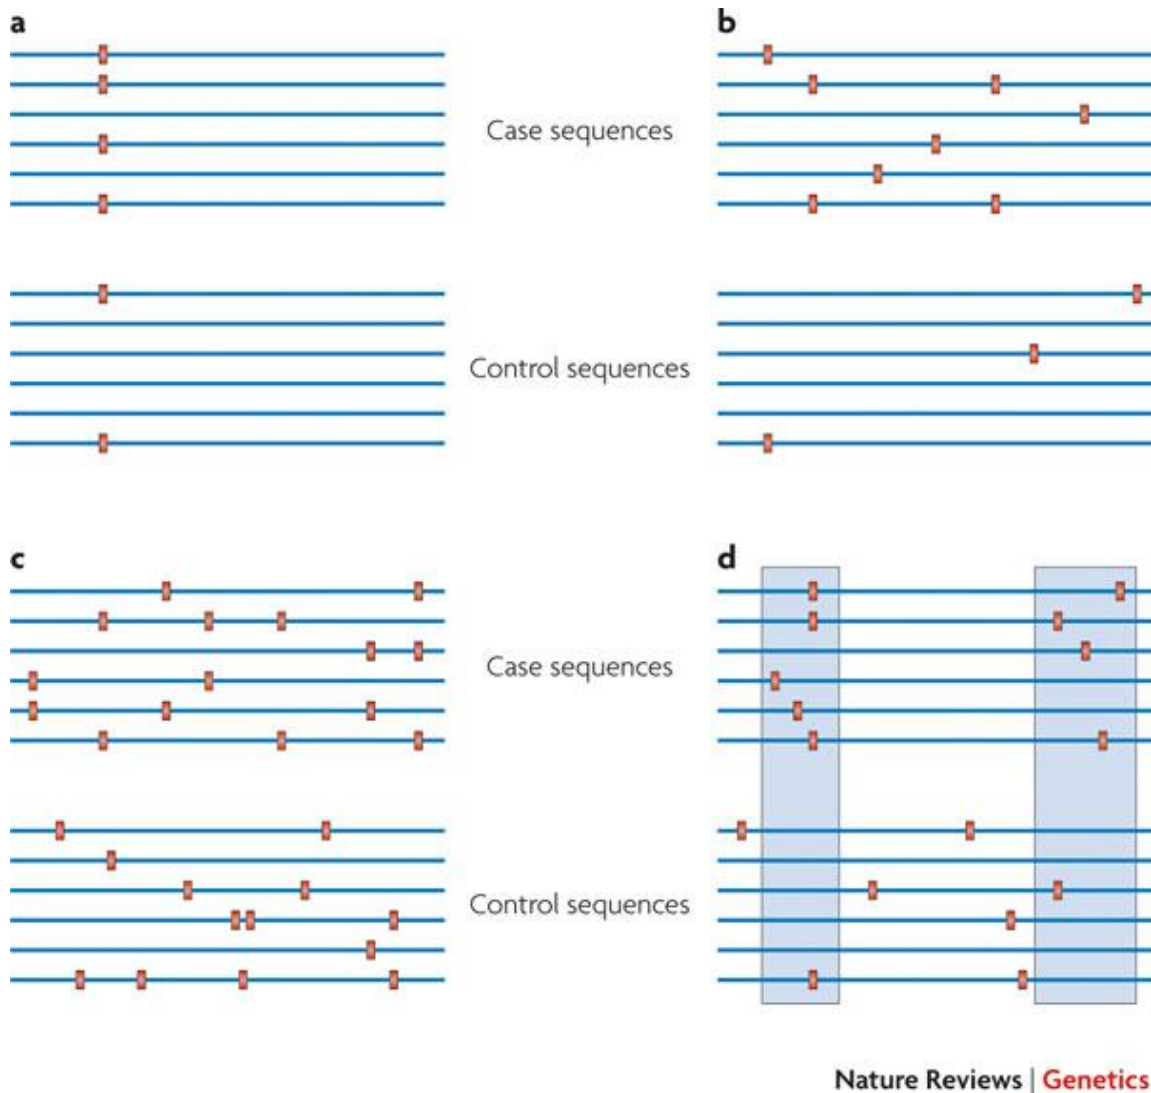 a
b
Case sequences
Control sequences
c
d
Case sequences
Control sequences
Nature Reviews | Genetics